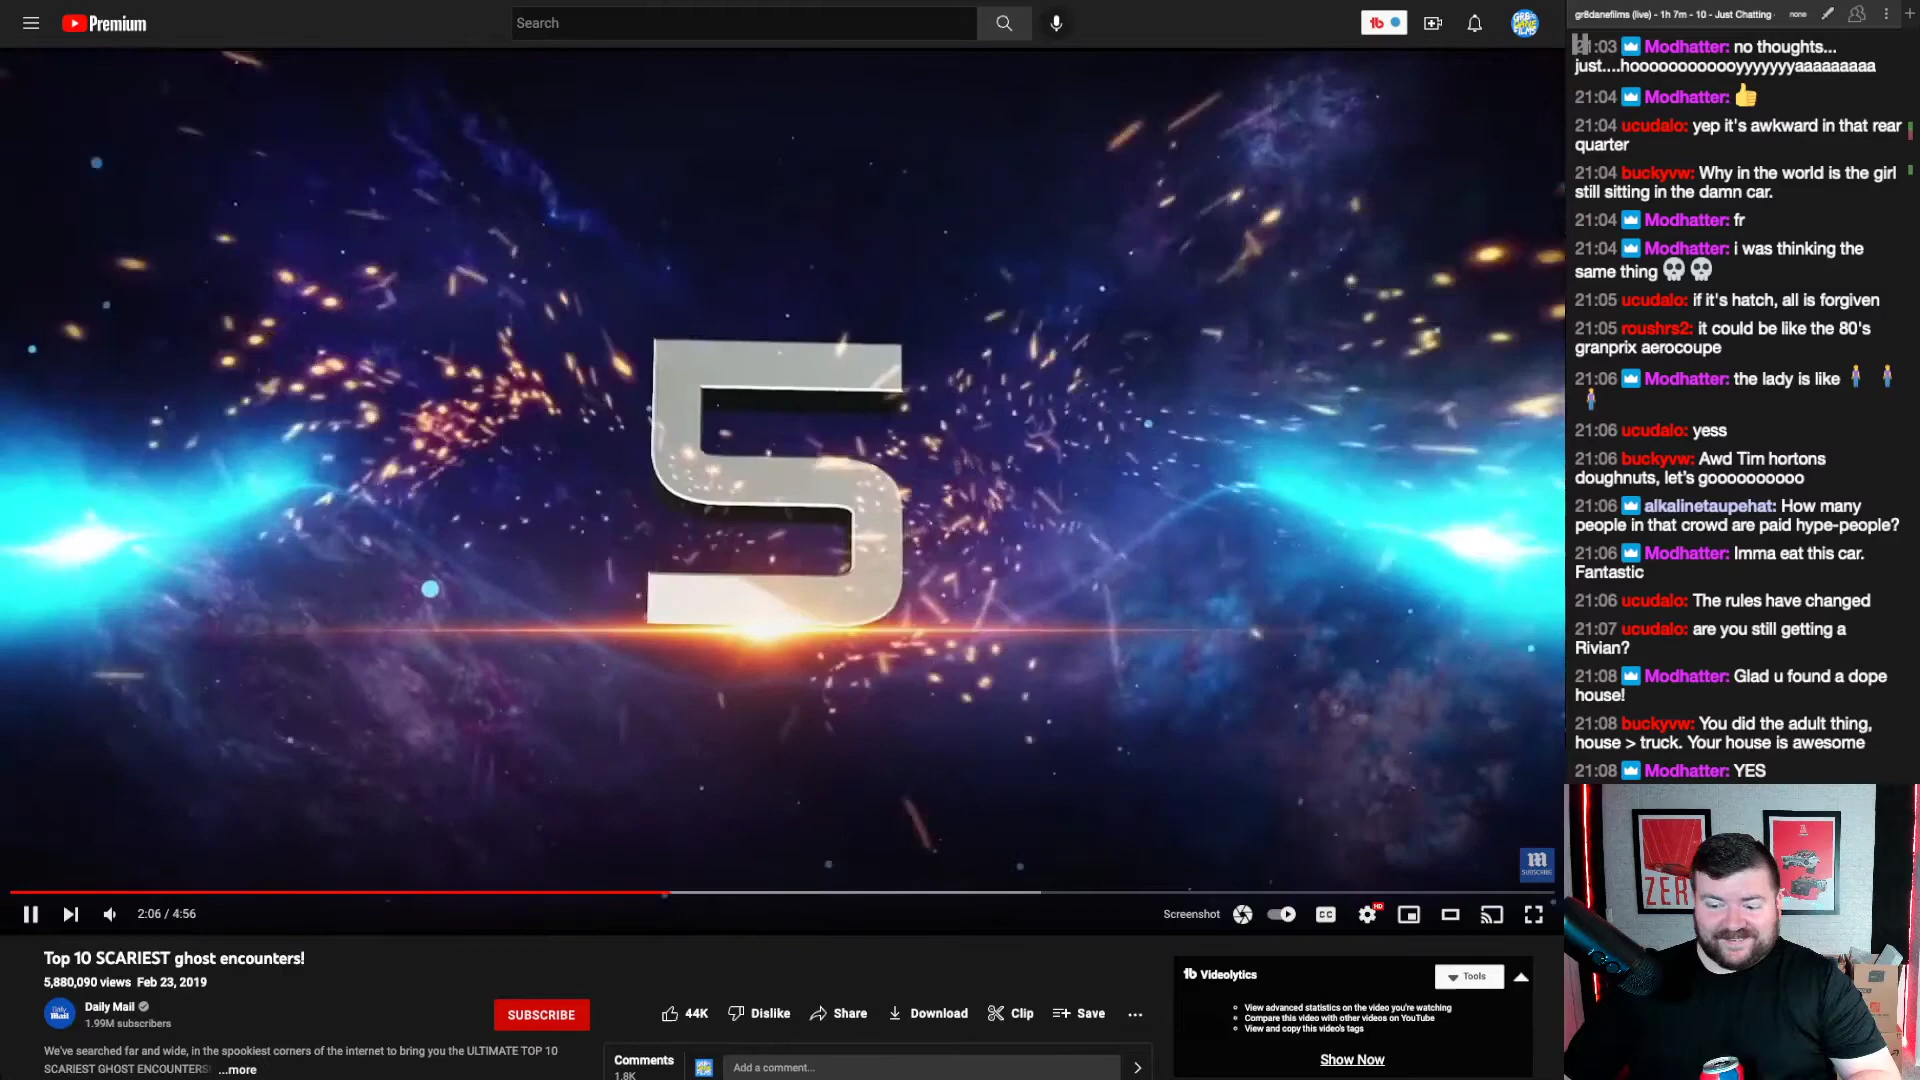 Premium
Search
tb
gr8danefilms (live) - 1h 7m - 10 - Just Chatting
none
21:03 Modhatter: no thoughts...
just....hoooooooooooyyyyyyyaaaaaaaaa
21:04 Modhatter:
21:04 ucudalo: yep it's awkward in that rear
quarter
21:04 buckyvw: Why in the world is the girl
still sitting in the damn car.
21:04 Modhatter: fr
21:04 Modhatter: i was thinking the
same thing
21:05 ucudalo: if it's hatch, all is forgiven
21:05 roushrs2: it could be like the 80's
granprix aerocoupe
21:06 Modhatter: the lady is like
21:06 ucudalo: yess
21:06 buckyvw: Awd Tim hortons
doughnuts, let's goooooooooo
21:06 alkalinetaupehat: How many
people in that crowd are paid hype-people?
21:06 Modhatter: Imma eat this car.
Fantastic
21:06 ucudalo: The rules have changed
21:07 ucudalo: are you still getting a
Rivian?
21:08 Modhatter: Glad u found a dope
house!
21:08 buckyvw: You did the adult thing,
house > truck. Your house is awesome
21:08 Modhatter: YES
5
m
SUBSCRIBE
ZER
2:06 / 4:56
Screenshot
CC
HD
Top 10 SCARIEST ghost encounters!
5,880,090 views Feb 23, 2019
Daily Mail
1.99M subscribers
SUBSCRIBE
44K
Dislike
Share
Download
Clip
Save
...
We've searched far and wide, in the spookiest corners of the internet to bring you the ULTIMATE TOP 10
SCARIEST GHOST ENCOUNTERS ...more
Comments
1.8K
Add a comment...
tb Videolytics
Tools
View advanced statistics on the video you're watching
Compare this video with other videos on YouTube
View and copy this video's tags
Show Now